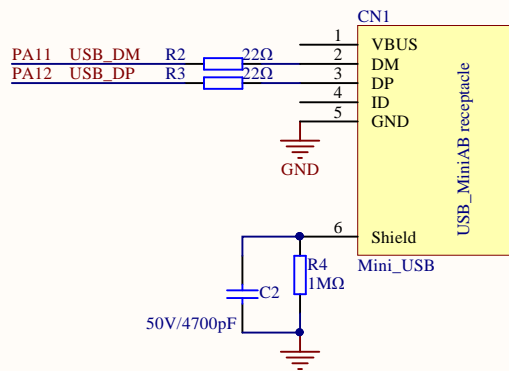 CN1
1 VBUS
PA11 USB_DM R2 22Ω 2 DM
PA12 USB_DP R3 22Ω 3 DP
4 ID
5 GND
GND
USB_MiniAB receptacle
6 Shield
Mini_USB
R4
1MΩ
C2
50V/4700pF